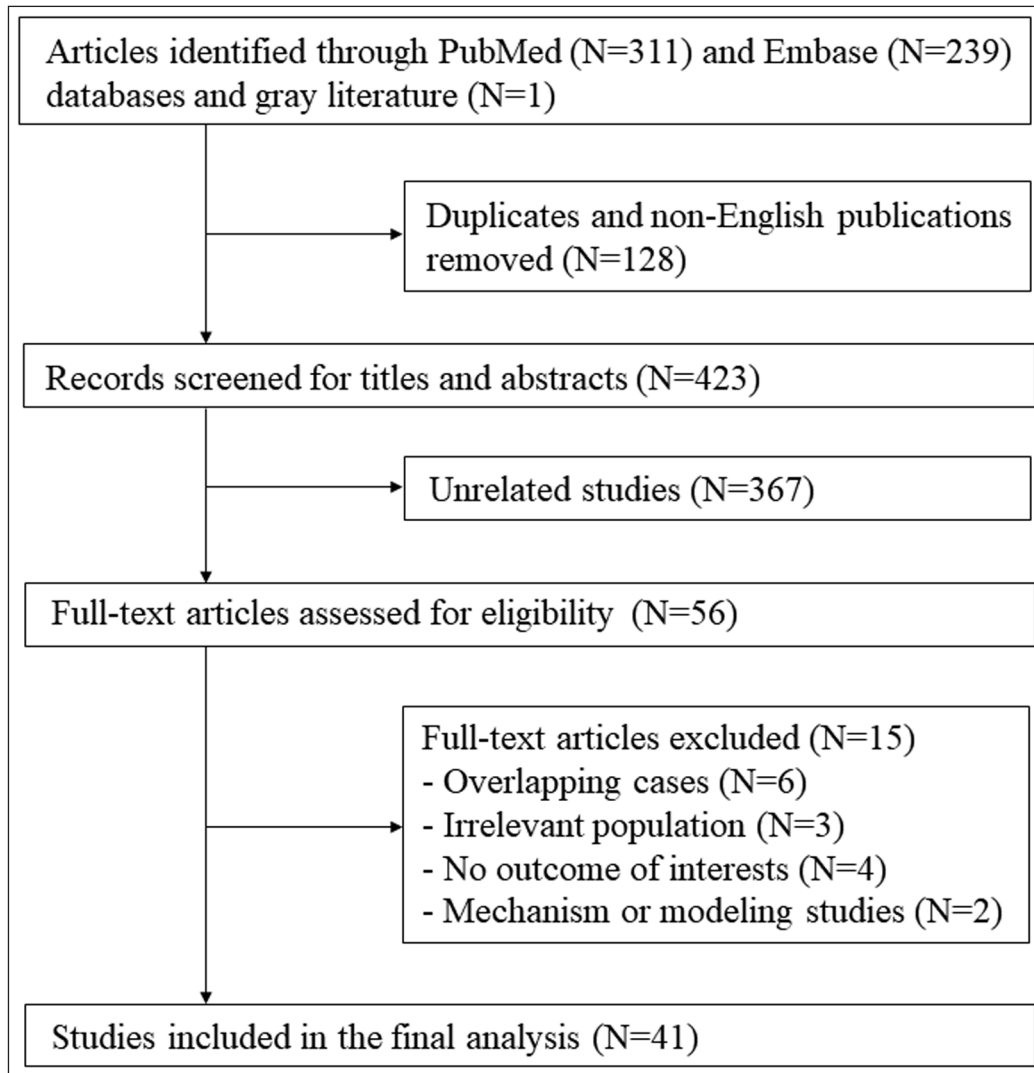 Articles identified through PubMed (N=311) and Embase (N=239)
databases and gray literature (N=1)
Duplicates and non-English publications
removed (N=128)
Records screened for titles and abstracts (N=423)
Unrelated studies (N=367)
Full-text articles assessed for eligibility (N=56)
Full-text articles excluded (N=15)
- Overlapping cases (N=6)
- Irrelevant population (N=3)
- No outcome of interests (N=4)
- Mechanism or modeling studies (N=2)
Studies included in the final analysis (N=41)